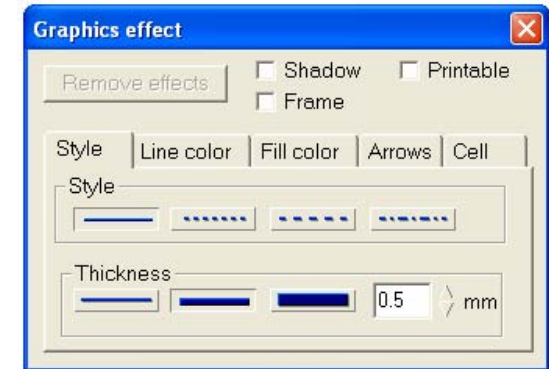 Graphics effect
Remove effects
Shadow
Printable
Frame
Style
Line color
Fill color
Arrows
Cell
Style
Thickness
0.5
mm